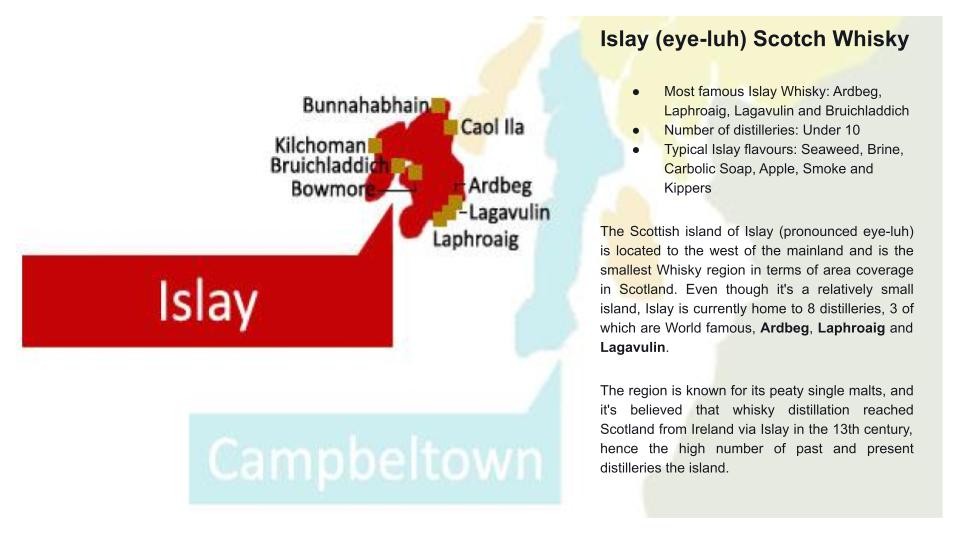 Islay (eye-luh) Scotch Whisky
● Most famous Islay Whisky: Ardbeg,
Laphroaig, Lagavulin and Bruichladdich
● Number of distilleries: Under 10
● Typical Islay flavours: Seaweed, Brine,
Carbolic Soap, Apple, Smoke and
Kippers
The Scottish island of Islay (pronounced eye-luh)
is located to the west of the mainland and is the
smallest Whisky region in terms of area coverage
in Scotland. Even though it's a relatively small
island, Islay is currently home to 8 distilleries, 3 of
which are World famous, Ardbeg, Laphroaig and
Lagavulin.
The region is known for its peaty single malts, and
it's believed that whisky distillation reached
Scotland from Ireland via Islay in the 13th century,
hence the high number of past and present
distilleries the island.
Bunnahabhain
Caol Ila
Kilchoman
Bruichladdich
Bowmore
Ardbeg
Lagavulin
Laphroaig
Islay
Campbeltown